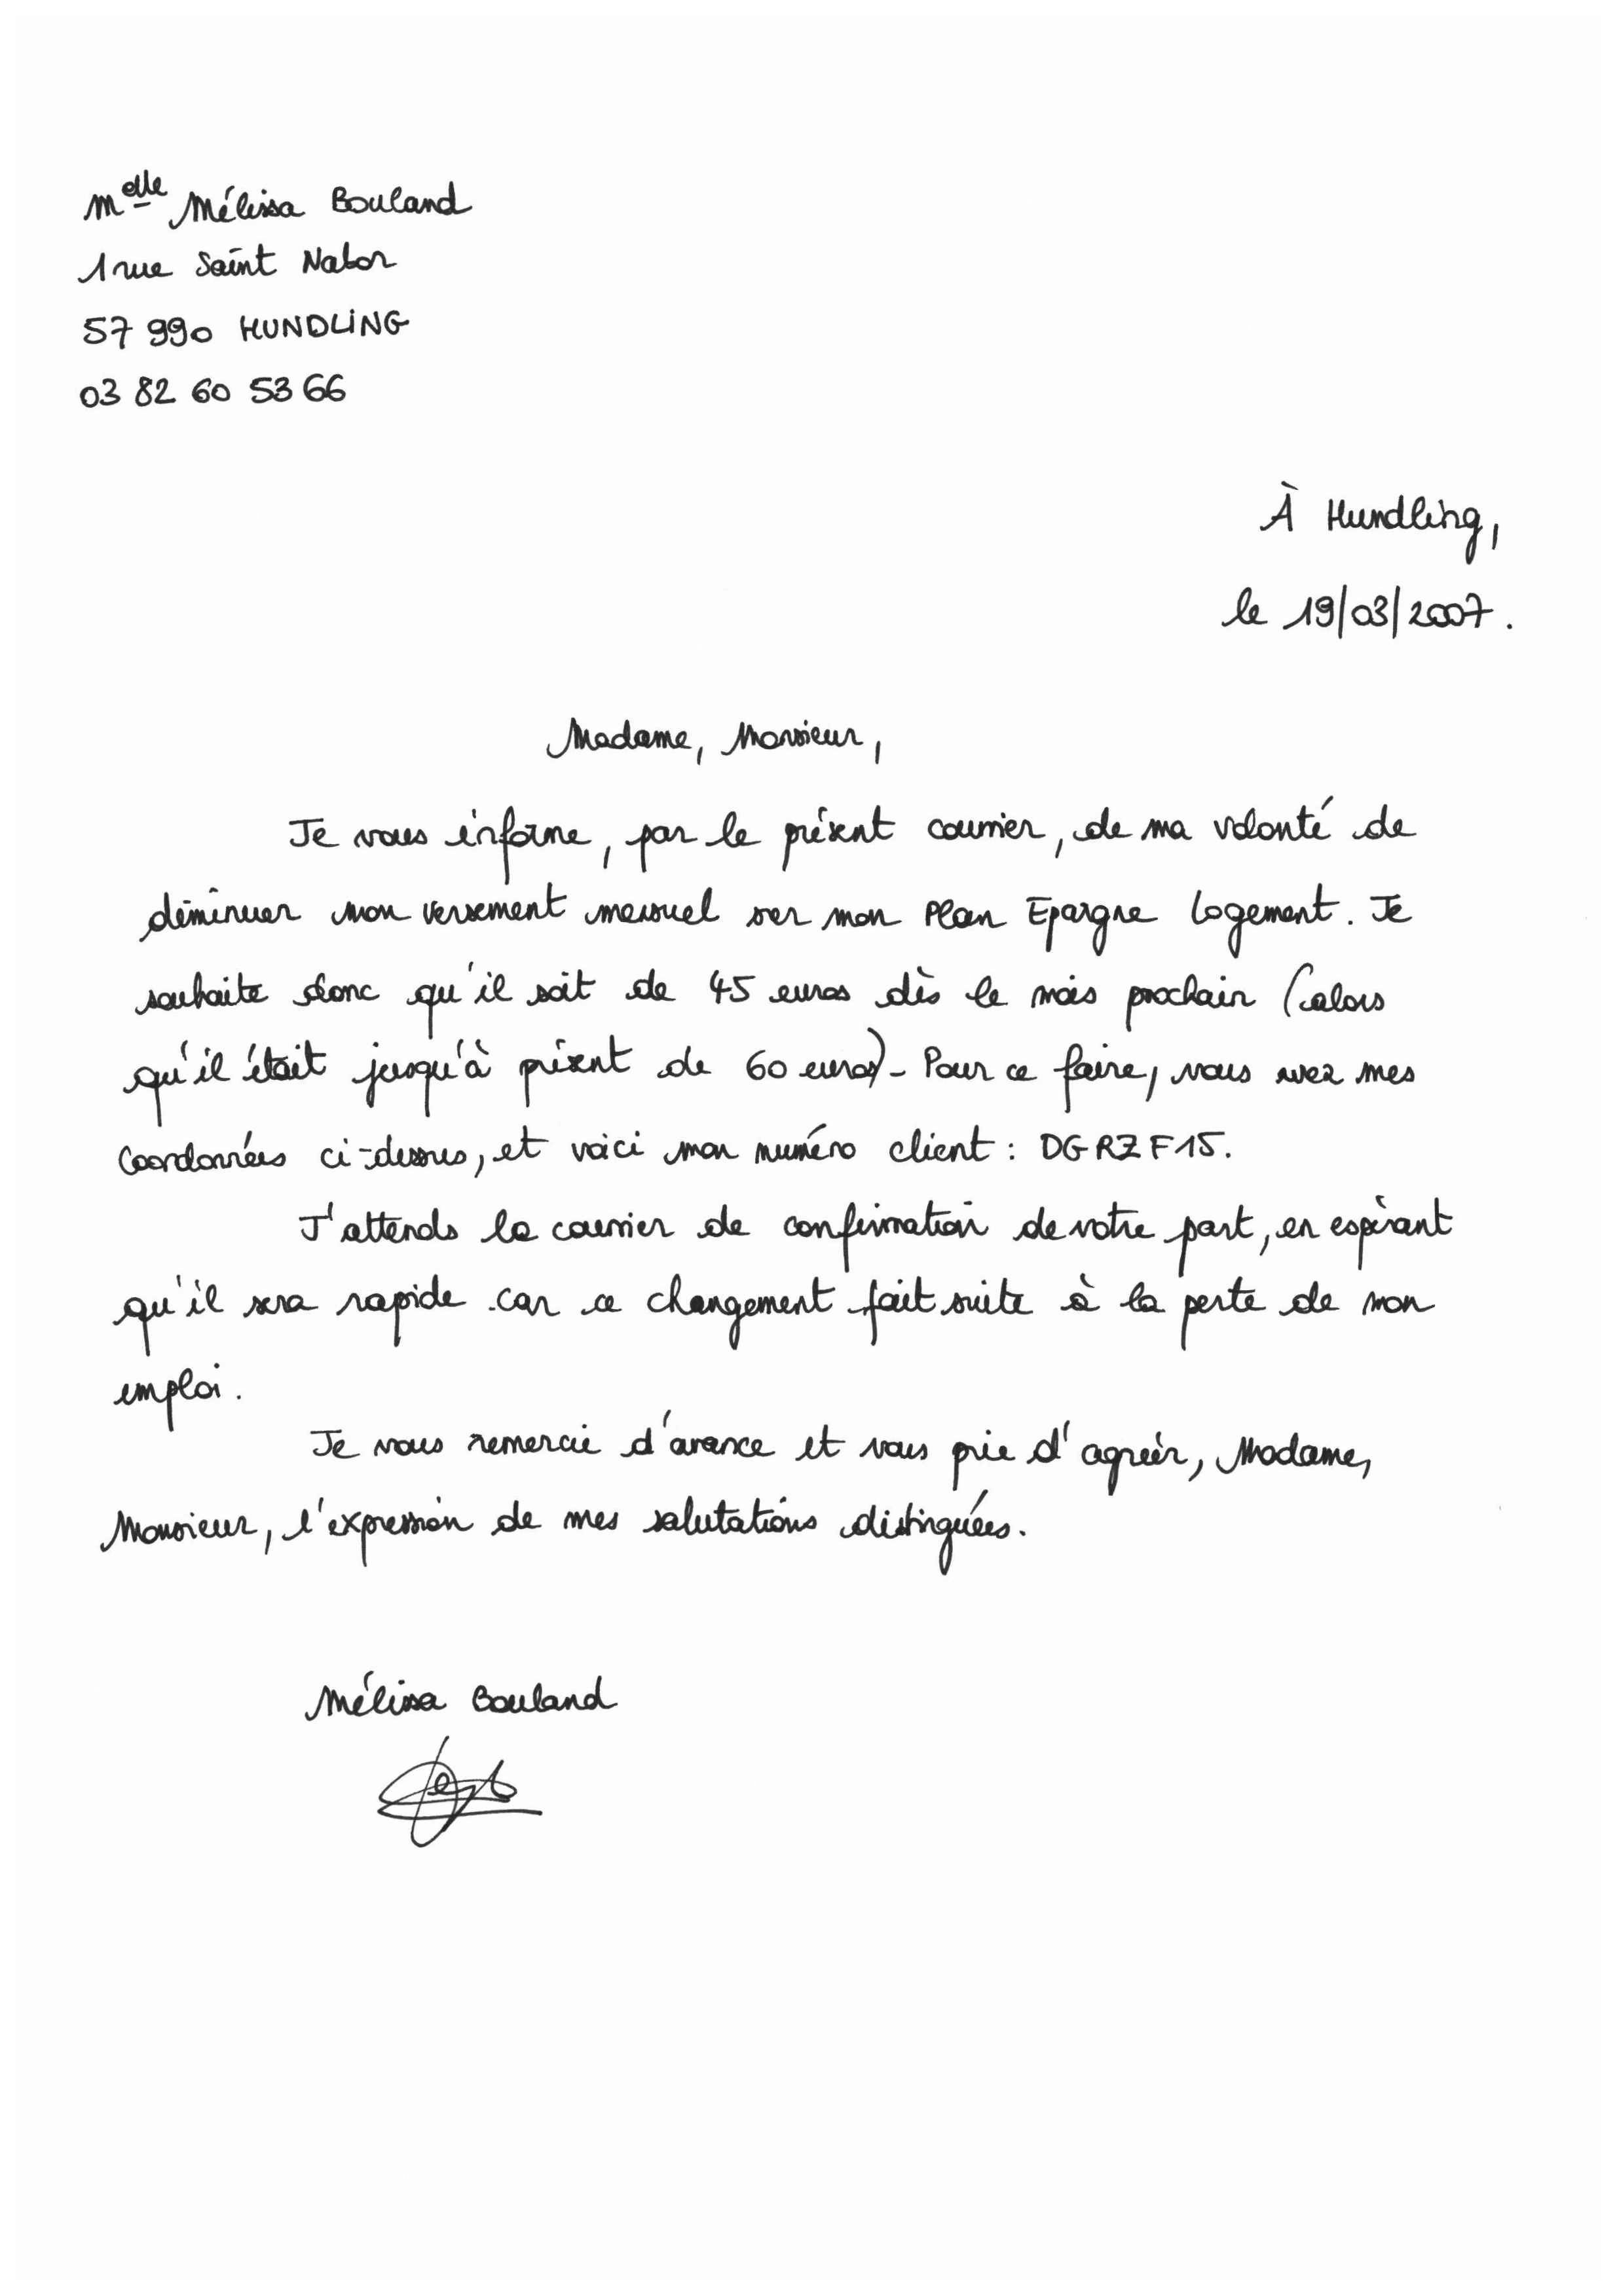 Melle Mélissa Bouland
1 rue Saint Nabor
57 990 HUNDLING
03 82 60 53 66
À Hundling,
le 19/03/2007.
Madame, Monsieur,
Je vous informe, par le présent courrier, de ma volonté de
diminuer mon versement mensuel sur mon Plan Epargne Logement. Je
souhaite donc qu'il soit de 45 euros dès le mois prochain (alors
qu'il était jusqu'à présent de 60 euros). Pour ce faire, vous avez mes
coordonnées ci-dessus, et voici mon numéro client : DGRZF15.
J'attends le courrier de confirmation de votre part, en espérant
qu'il sera rapide car ce changement fait suite à la perte de mon
emploi.
Je vous remercie d'avance et vous prie d'agréer, Madame,
Monsieur, l'expression de mes salutations distinguées.
Mélissa Bouland